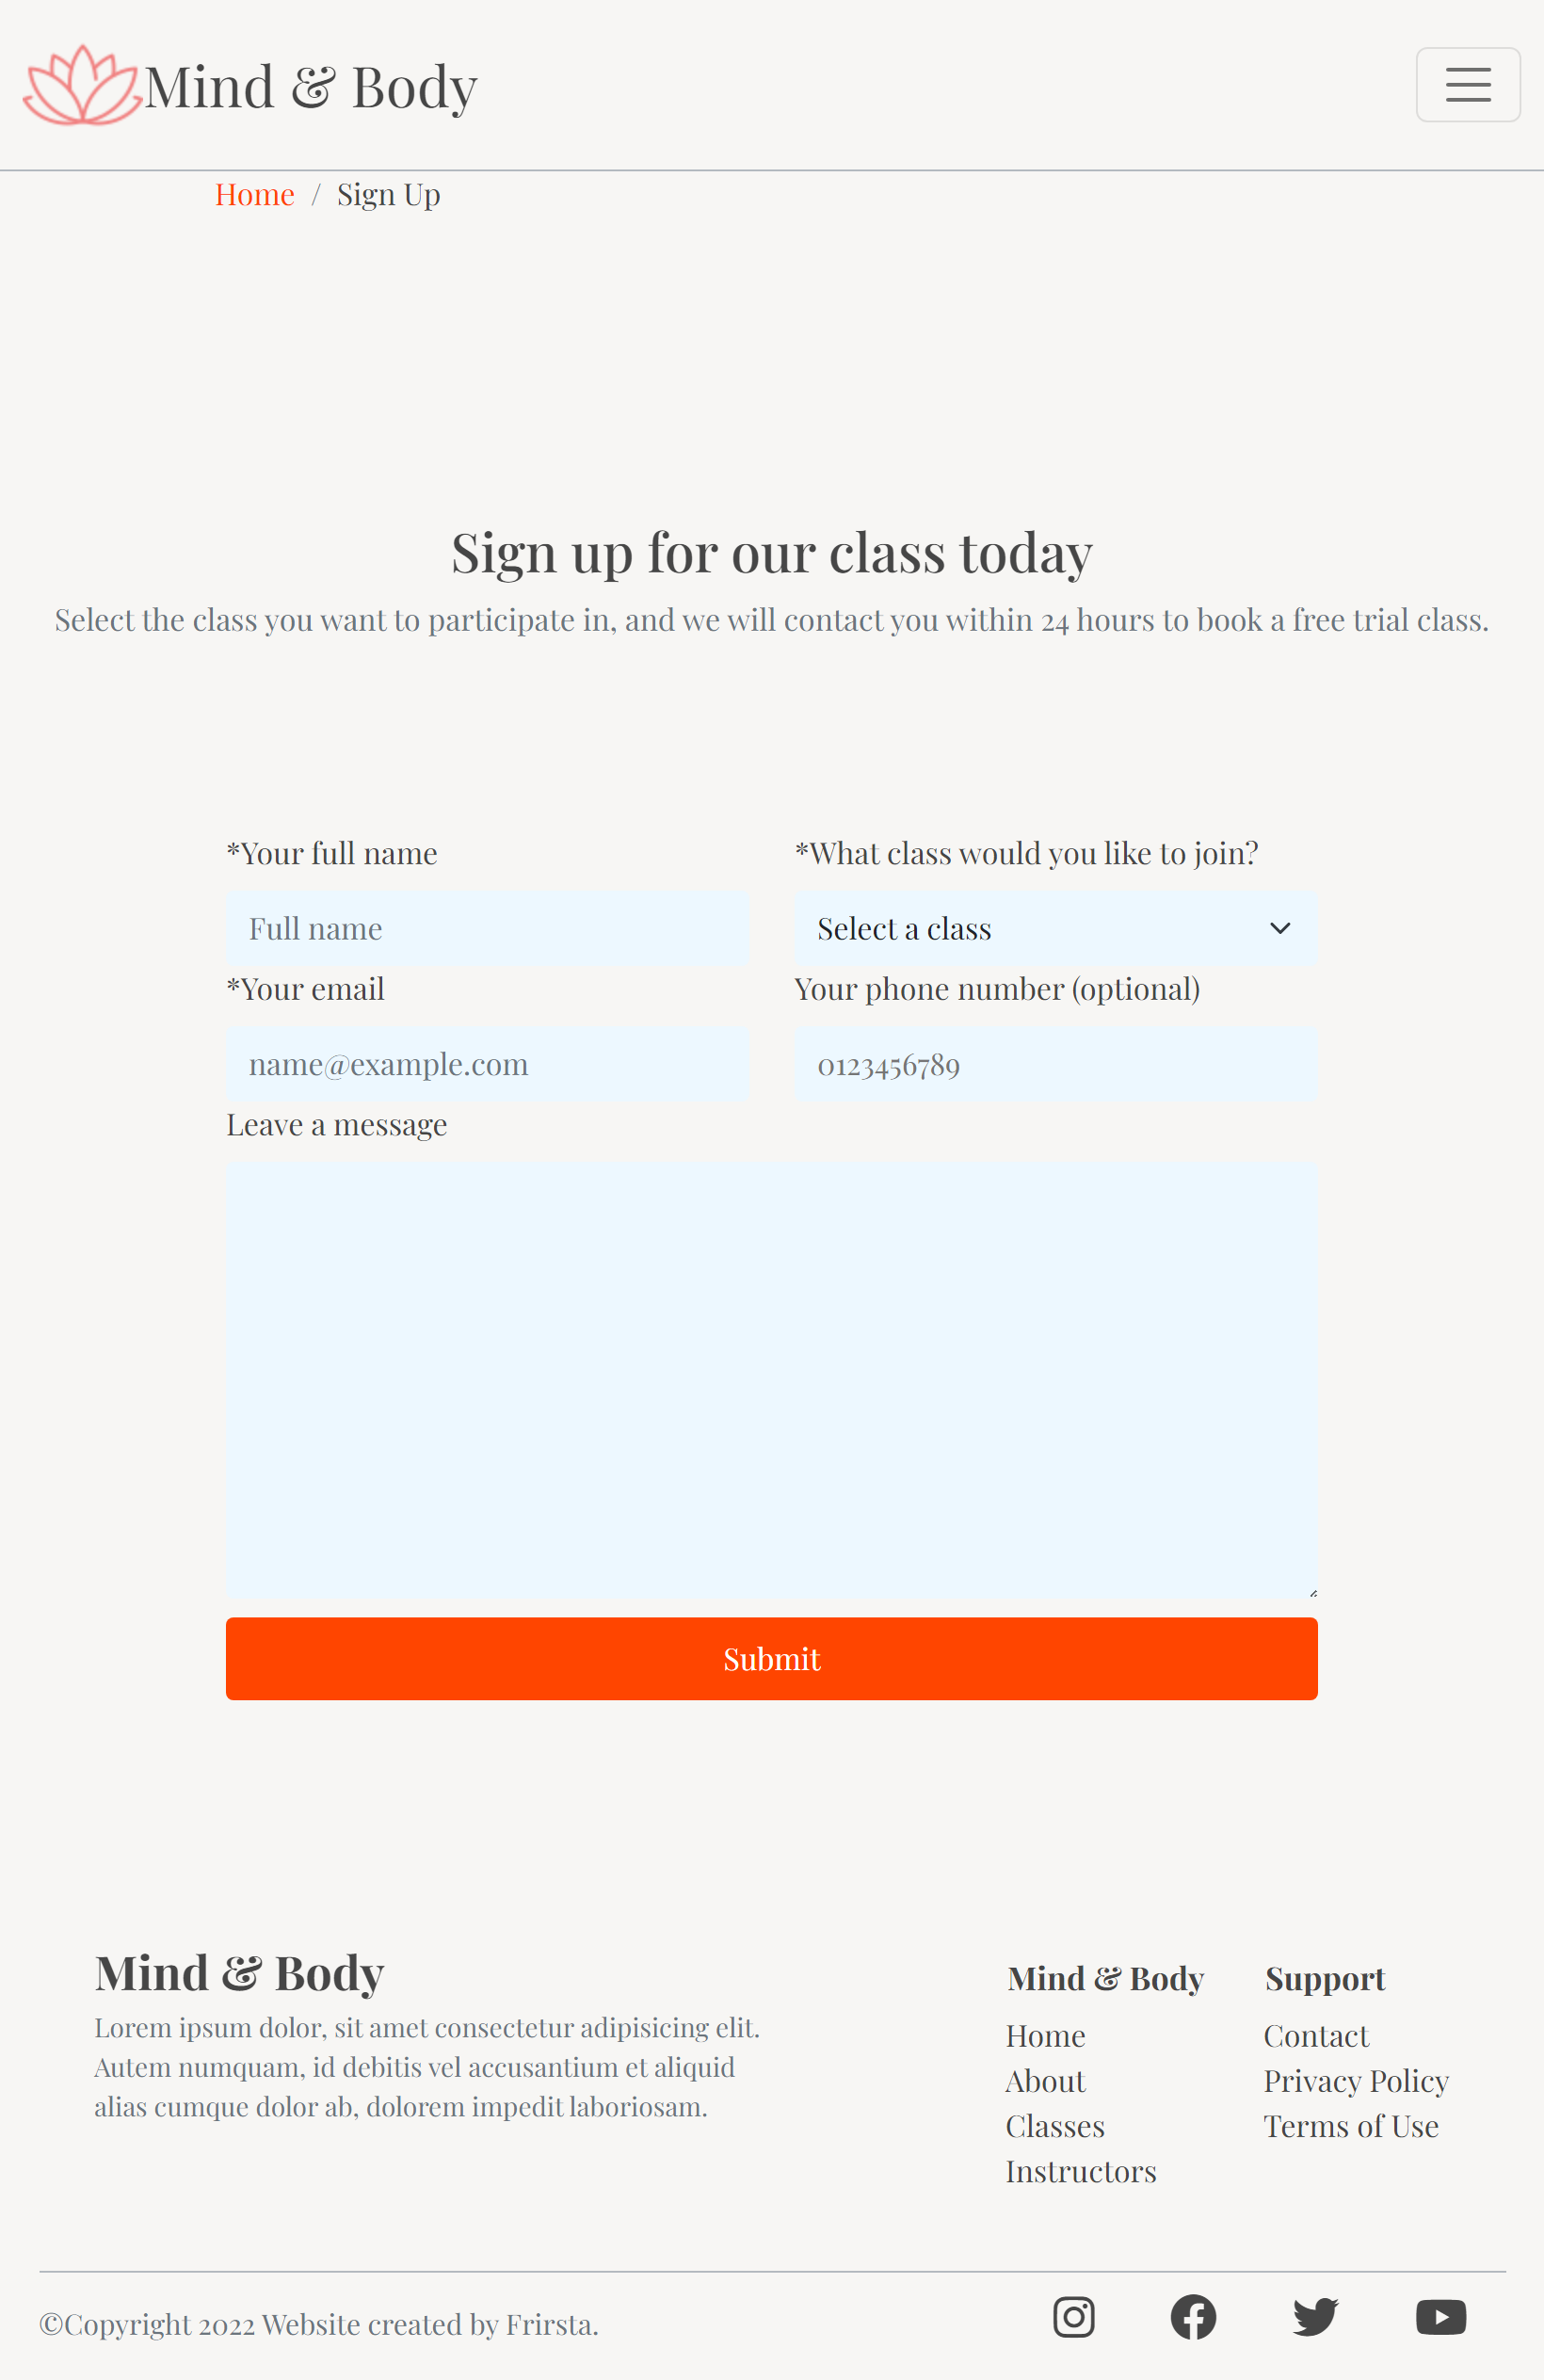 Mind & Body
Home / Sign Up
Sign up for our class today
Select the class you want to participate in, and we will contact you within 24 hours to book a free trial class.
*Your full name
Full name
*What class would you like to join?
Select a class
*Your email
name@example.com
Your phone number (optional)
0123456789
Leave a message
Submit
Mind & Body
Lorem ipsum dolor, sit amet consectetur adipisicing elit.
Autem numquam, id debitis vel accusantium et aliquid
alias cumque dolor ab, dolorem impedit laboriosam.
Mind & Body
Home
About
Classes
Instructors
Support
Contact
Privacy Policy
Terms of Use
©Copyright 2022 Website created by Frirsta.